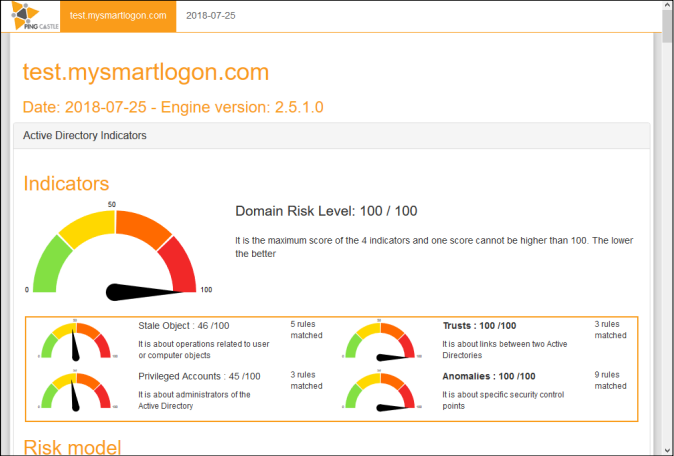 PING CASTLE
test.mysmartlogon.com
2018-07-25
test.mysmartlogon.com
Date: 2018-07-25 - Engine version: 2.5.1.0
Active Directory Indicators
Indicators
50
0
100
Domain Risk Level: 100 / 100
It is the maximum score of the 4 indicators and one score cannot be higher than 100. The lower
the better
Stale Object : 46 /100
It is about operations related to user
or computer objects
5 rules
matched
Trusts : 100 /100
It is about links between two Active
Directories
3 rules
matched
Privileged Accounts : 45 /100
It is about administrators of the
Active Directory
3 rules
matched
Anomalies : 100 /100
It is about specific security control
points
9 rules
matched
Risk model